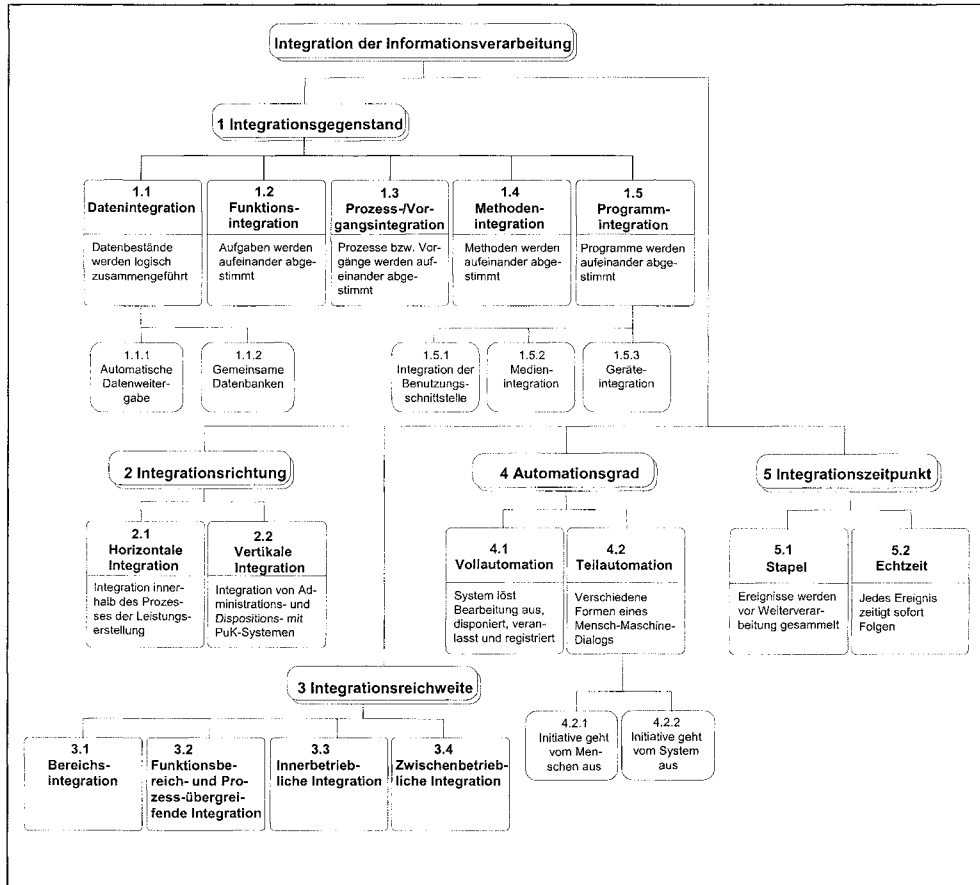 Integration der Informationsverarbeitung
1 Integrationsgegenstand
1.1
Datenintegration
Datenbestände
werden logisch
zusammengeführt
1.2
Funktions-
integration
Aufgaben werden
aufeinander abge-
stimmt
1.3
Prozess-/Vor-
gangsintegration
Prozesse bzw. Vor-
gänge werden auf-
einander abge-
stimmt
1.4
Methoden-
integration
Methoden werden
aufeinander abge-
stimmt
1.5
Programm-
integration
Programme werden
aufeinander abge-
stimmt
1.1.1
Automatische
Datenweiter-
gabe
1.1.2
Gemeinsame
Datenbanken
1.5.1
Integration der
Benutzungs-
schnittstelle
1.5.2
Medien-
integration
1.5.3
Geräte-
integration
2 Integrationsrichtung
2.1
Horizontale
Integration
Integration inner-
halb des Prozes-
ses der Leistungs-
erstellung
2.2
Vertikale
Integration
Integration von Ad-
ministrations- und
Dispositions- mit
PuK-Systemen
4 Automationsgrad
4.1
Vollautomation
System löst
Bearbeitung aus,
disponiert, veran-
lasst und registriert
4.2
Teilautomation
Verschiedene
Formen eines
Mensch-Maschine-
Dialogs
4.2.1
Initiative geht
vom Men-
schen aus
4.2.2
Initiative geht
vom System
aus
5 Integrationszeitpunkt
5.1
Stapel
Ereignisse werden
vor Weiterverar-
beitung gesammelt
5.2
Echtzeit
Jedes Ereignis
zeitigt sofort
Folgen
3 Integrationsreichweite
3.1
Bereichs-
integration
3.2
Funktionsbe-
reich- und Pro-
zess-übergrei-
fende Integration
3.3
Innerbetrieb-
liche Integration
3.4
Zwischenbetrieb-
liche Integration